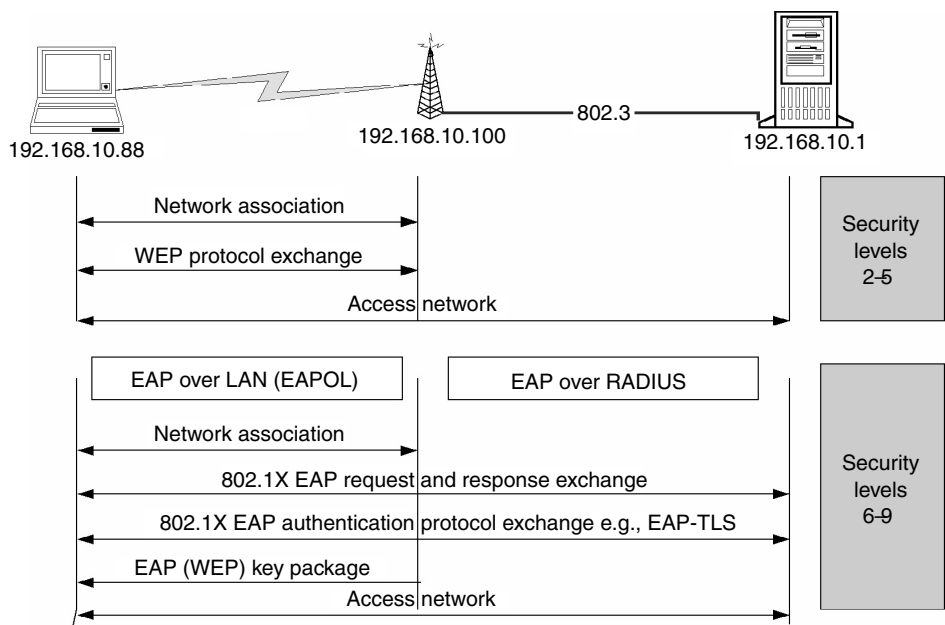 802.3
192.168.10.88
192.168.10.100
192.168.10.1
Network association
WEP protocol exchange
Access network
Security
levels
2–5
EAP over LAN (EAPOL)
EAP over RADIUS
Network association
802.1X EAP request and response exchange
802.1X EAP authentication protocol exchange e.g., EAP-TLS
EAP (WEP) key package
Access network
Security
levels
6–9